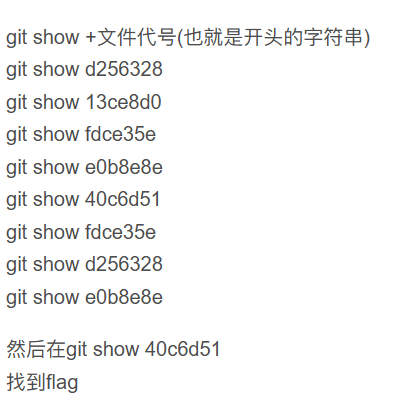 git show +文件代号(也就是开头的字符串)
git show d256328
git show 13ce8d0
git show fdce35e
git show e0b8e8e
git show 40c6d51
git show fdce35e
git show d256328
git show e0b8e8e
然后在git show 40c6d51
找到flag